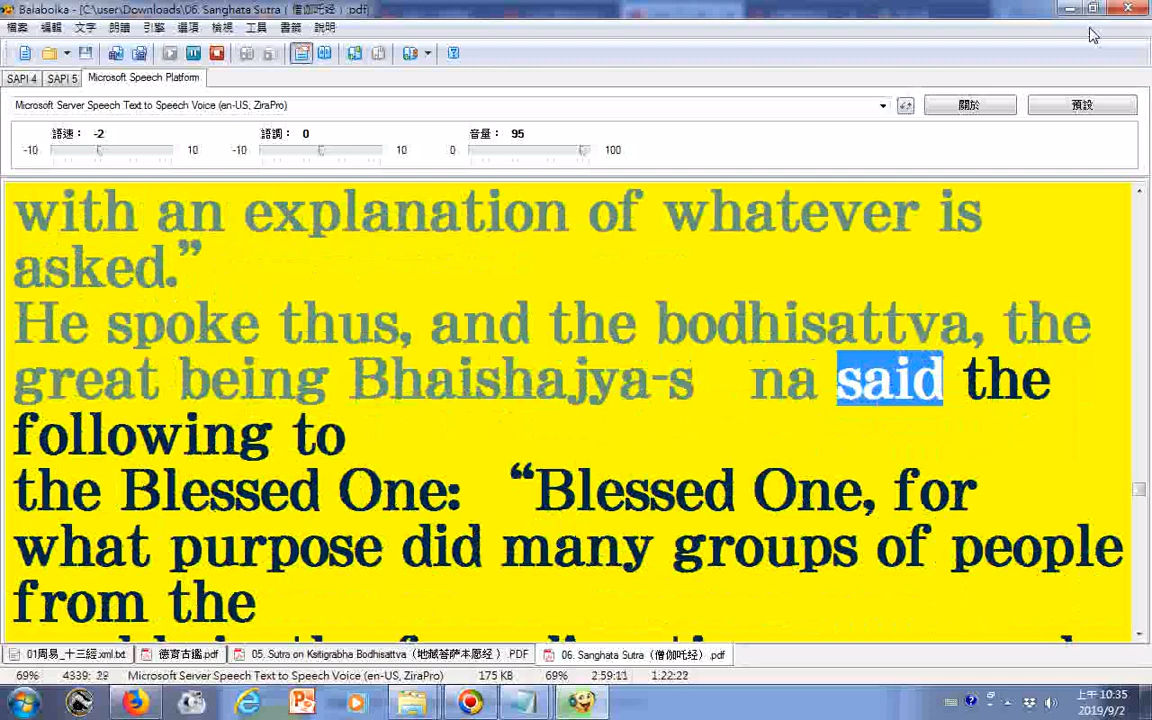 Balabolka - [C:\user\Downloads\06. Sanghata Sutra（僧伽吒经）.pdf]
檔案 編輯 文字 朗讀 引擎 選項 檢視 工具 書籤 說明
SAPI 4 SAPI 5 Microsoft Speech Platform
Microsoft Server Speech Text to Speech Voice (en-US, ZiraPro) 關於 預設
語速： -2 語調： 0 音量： 95
-10 10 -10 10 0 100
with an explanation of whatever is
asked.”
He spoke thus, and the bodhisattva, the
great being Bhaishajya-s na said the
following to
the Blessed One: “Blessed One, for
what purpose did many groups of people
from the
01周易_十三經.xml.txt 德育古鑑.pdf 05. Sutra on Ksitigrabha Bodhisattva（地藏菩萨本愿经）.PDF 06. Sanghata Sutra（僧伽吒经）.pdf
69% 4339: 29 Microsoft Server Speech Text to Speech Voice (en-US, ZiraPro) 175 KB 69% 2:59:11 1:22:22
上午 10:35
2019/9/2